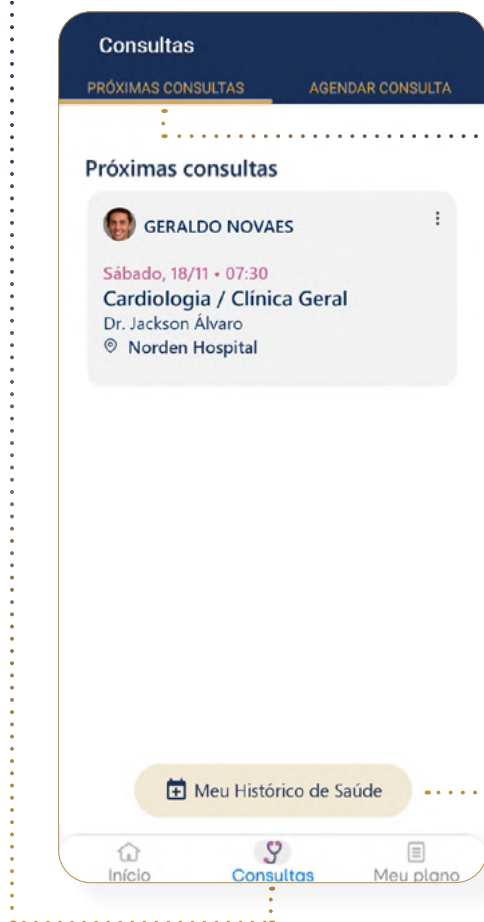 Consultas
PRÓXIMAS CONSULTAS AGENDAR CONSULTA
Próximas consultas
GERALDO NOVAES
Sábado, 18/11 • 07:30
Cardiologia / Clínica Geral
Dr. Jackson Álvaro
Norden Hospital
Meu Histórico de Saúde
Início Consultas Meu plano